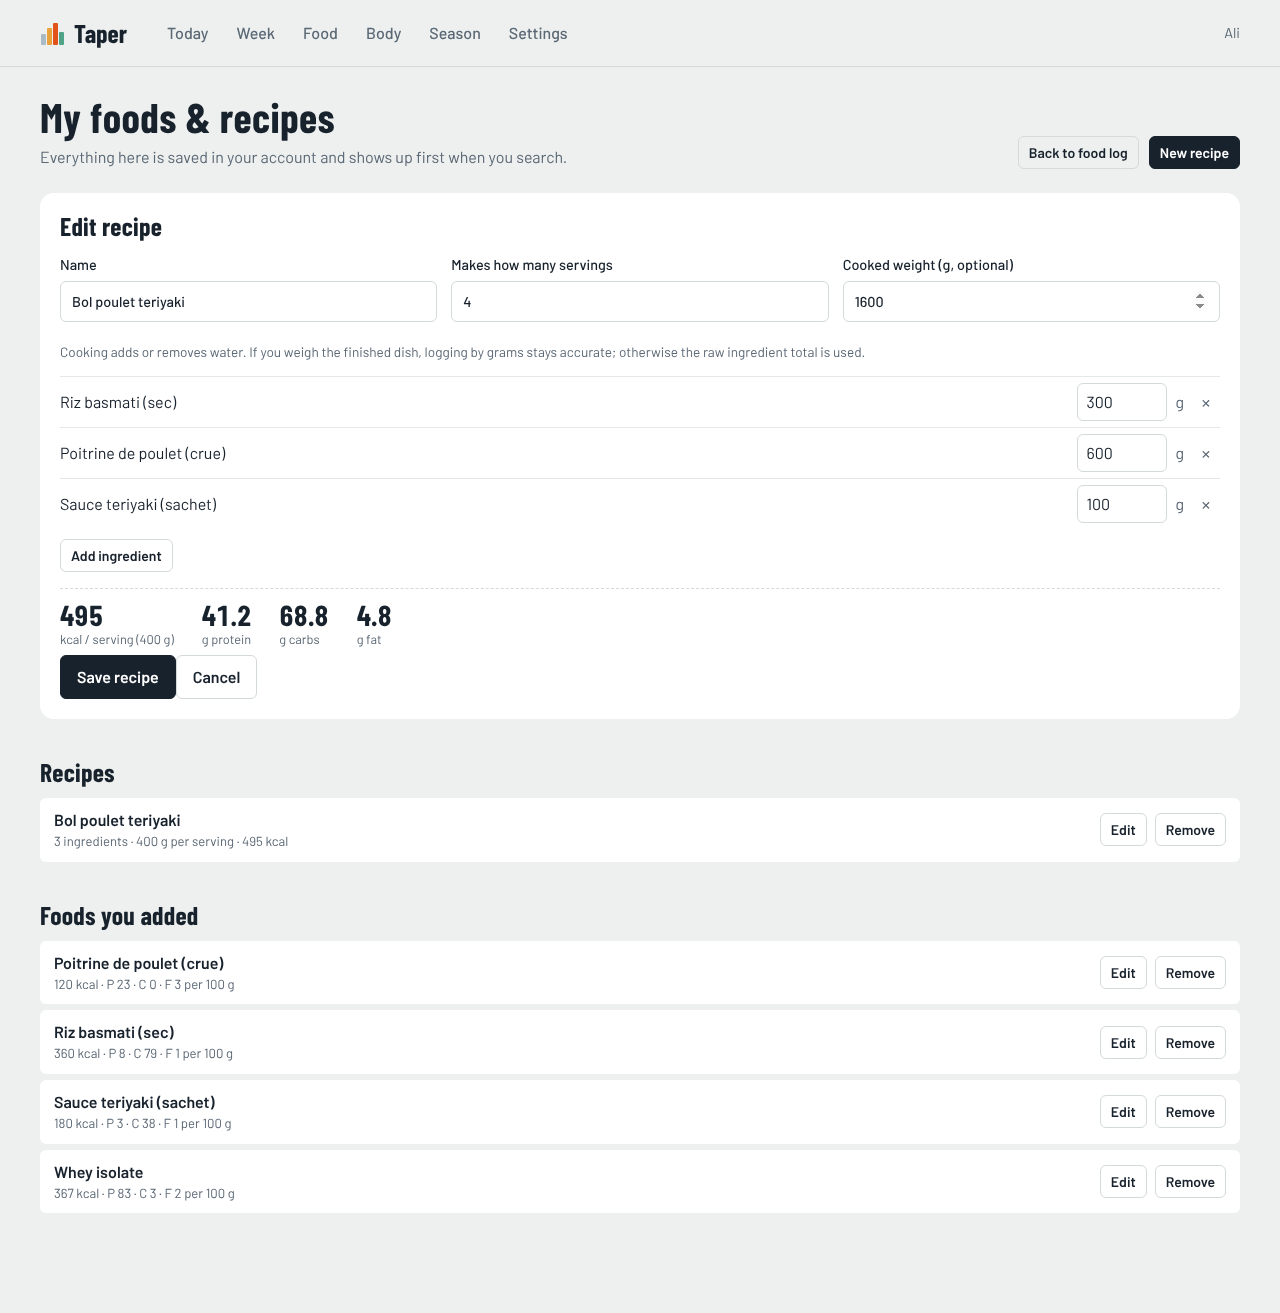 Taper Today Week Food Body Season Settings Ali
My foods & recipes
Everything here is saved in your account and shows up first when you search.
Back to food log New recipe
Edit recipe
Name Makes how many servings Cooked weight (g, optional)
Bol poulet teriyaki 4 1600
Cooking adds or removes water. If you weigh the finished dish, logging by grams stays accurate; otherwise the raw ingredient total is used.
Riz basmati (sec) 300 g ×
Poitrine de poulet (crue) 600 g ×
Sauce teriyaki (sachet) 100 g ×
Add ingredient
495 41.2 68.8 4.8
kcal / serving (400 g) g protein g carbs g fat
Save recipe Cancel
Recipes
Bol poulet teriyaki
3 ingredients · 400 g per serving · 495 kcal
Edit Remove
Foods you added
Poitrine de poulet (crue)
120 kcal · P 23 · C 0 · F 3 per 100 g
Edit Remove
Riz basmati (sec)
360 kcal · P 8 · C 79 · F 1 per 100 g
Edit Remove
Sauce teriyaki (sachet)
180 kcal · P 3 · C 38 · F 1 per 100 g
Edit Remove
Whey isolate
367 kcal · P 83 · C 3 · F 2 per 100 g
Edit Remove